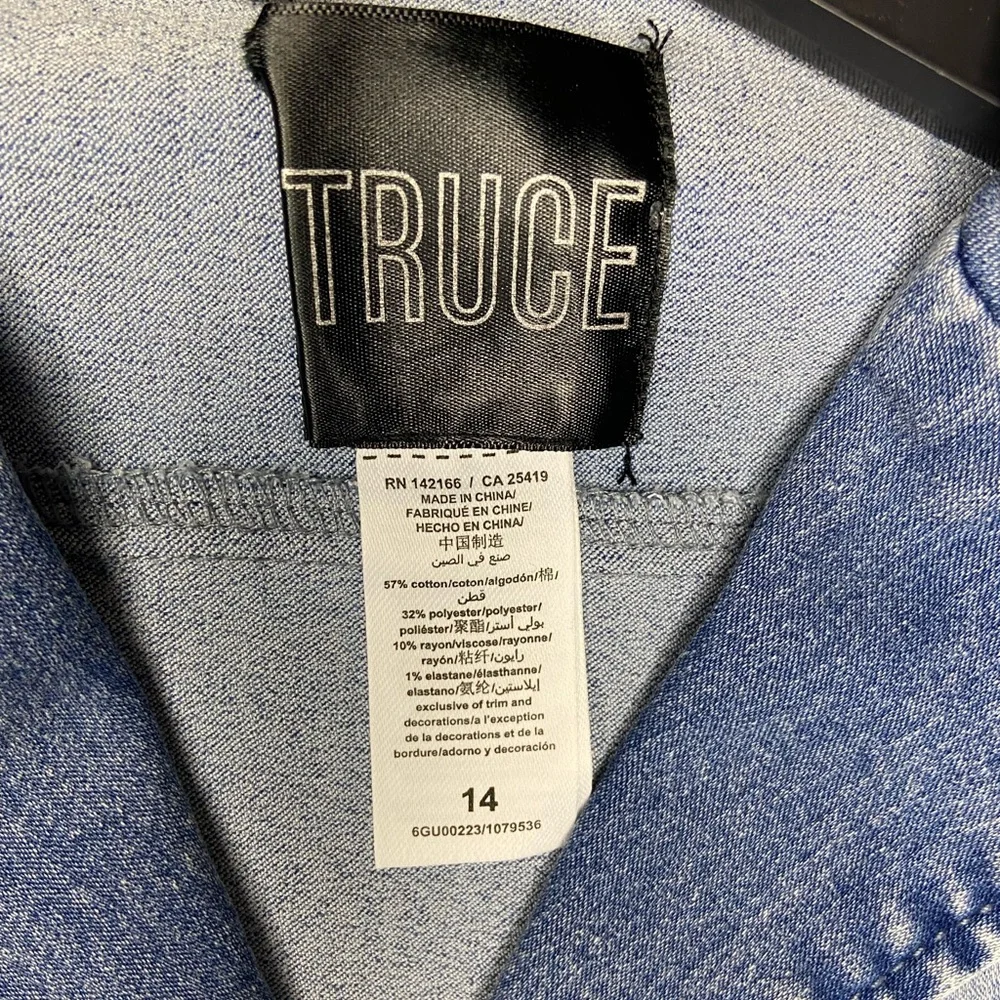 TRUCE
RN 142166 / CA 25419
MADE IN CHINA/
FABRIQUÉ EN CHINE/
HECHO EN CHINA/
中国制造
صنع في الصين
57% cotton/coton/algodón/棉/
قطن
32% polyester/polyester/
poliéster/聚酯/بولي أستر
10% rayon/viscose/rayonne/
rayón/粘纤/رايون
1% elastane/élasthanne/
elastano/氨纶/إيلاستين
exclusive of trim and
decorations/a l'exception
de la decorations et de la
bordure/adorno y decoración
14
6GU00223/1079536